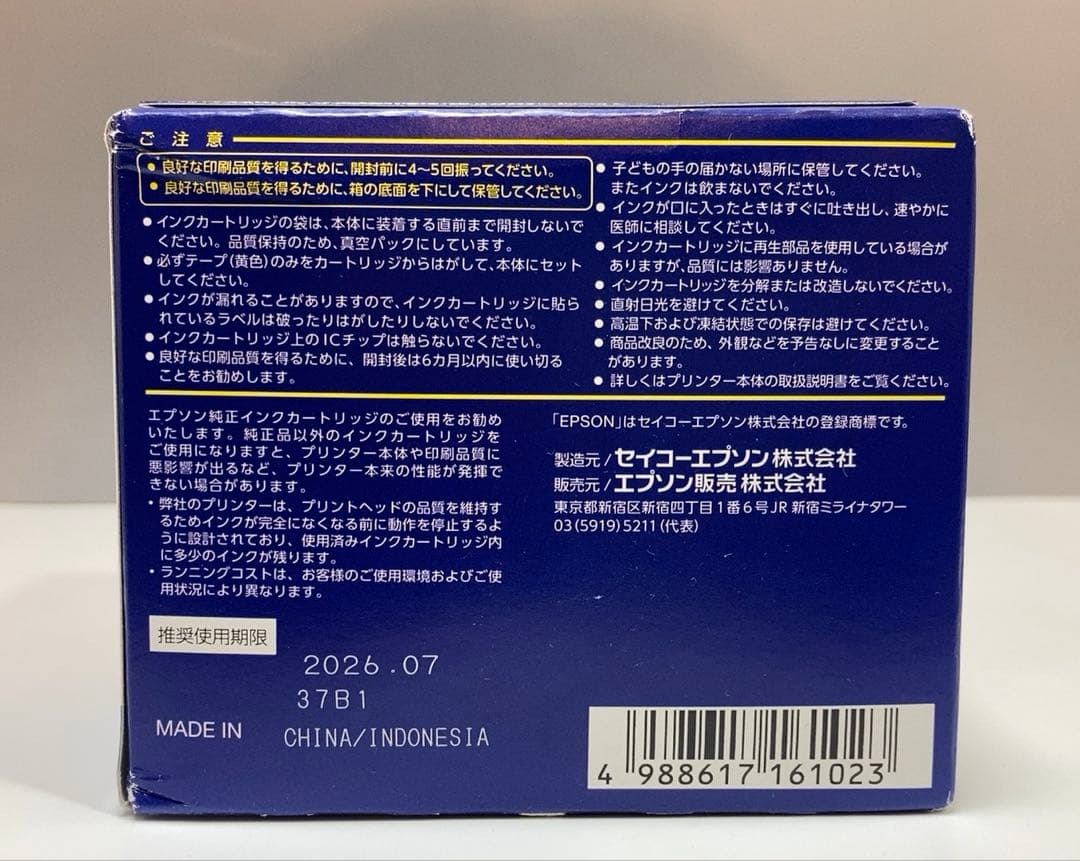 ご注意
• 良好な印刷品質を得るために、開封前に4～5回振ってください。
• 良好な印刷品質を得るために、箱の底面を下にして保管してください。
• インクカートリッジの袋は、本体に装着する直前まで開封しないで
ください。品質保持のため、真空パックにしています。
• 必ずテープ(黄色)のみをカートリッジからはがして、本体にセット
してください。
• インクが漏れることがありますので、インクカートリッジに貼ら
れているラベルは破ったりはがしたりしないでください。
• インクカートリッジ上のICチップは触らないでください。
• 良好な印刷品質を得るために、開封後は6カ月以内に使い切る
ことをお勧めします。
• 子どもの手の届かない場所に保管してください。
またインクは飲まないでください。
• インクが口に入ったときはすぐに吐き出し、速やかに
医師に相談してください。
• インクカートリッジに再生部品を使用している場合が
ありますが、品質には影響ありません。
• インクカートリッジを分解または改造しないでください。
• 直射日光を避けてください。
• 高温下および凍結状態での保存は避けてください。
• 商品改良のため、外観などを予告なしに変更すること
があります。
• 詳しくはプリンター本体の取扱説明書をご覧ください。
エプソン純正インクカートリッジのご使用をお勧め
いたします。純正品以外のインクカートリッジを
ご使用になりますと、プリンター本体や印刷品質に
悪影響が出るなど、プリンター本来の性能が発揮で
きない場合があります。
・弊社のプリンターは、プリントヘッドの品質を維持す
るためインクが完全になくなる前に動作を停止するよ
うに設計されており、使用済みインクカートリッジ内
に多少のインクが残ります。
・ランニングコストは、お客様のご使用環境およびご使
用状況により異なります。
「EPSON」はセイコーエプソン株式会社の登録商標です。
製造元/セイコーエプソン株式会社
販売元/エプソン販売株式会社
東京都新宿区新宿四丁目1番6号JR新宿ミライナタワー
03(5919)5211(代表)
推奨使用期限
2026.07
37B1
MADE IN CHINA/INDONESIA
4 988617 161023